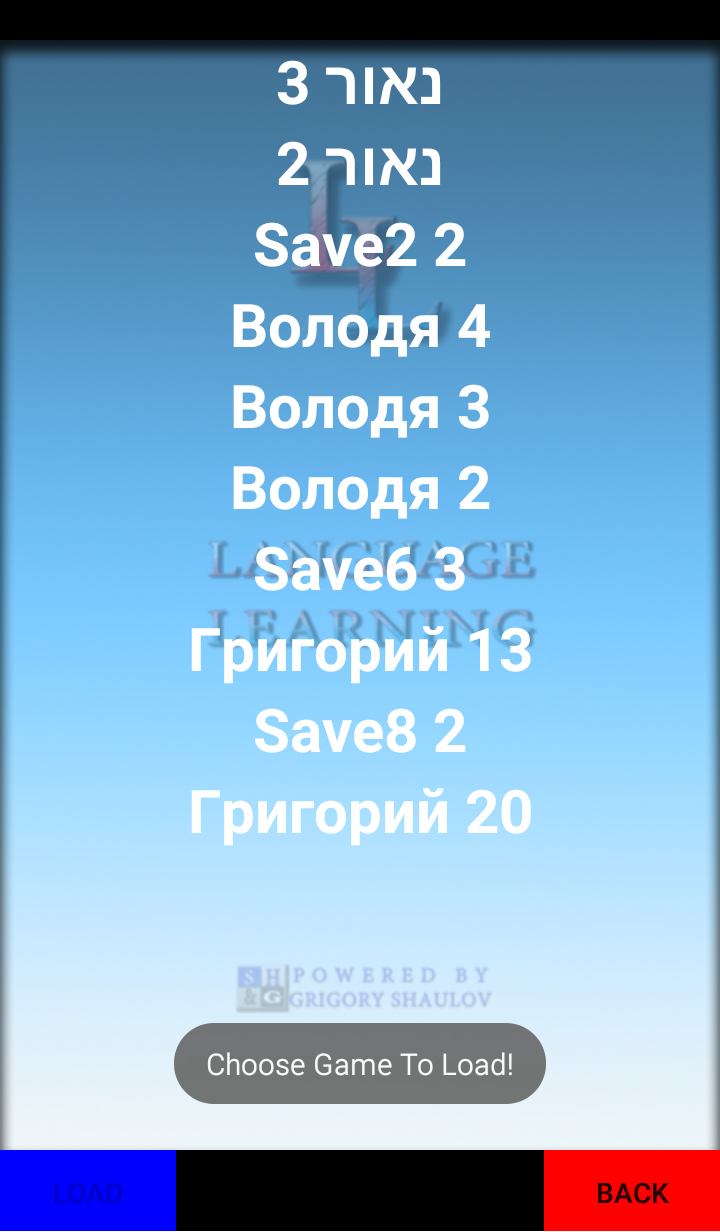 נאור 3
נאור 2
Save2 2
Володя 4
Володя 3
Володя 2
LANGUAGE
Save6 3
LEARNING
Григорий 13
Save8 2
Григорий 20
SH POWERED BY
&G GRIGORY SHAULOV
Choose Game To Load!
LOAD
BACK